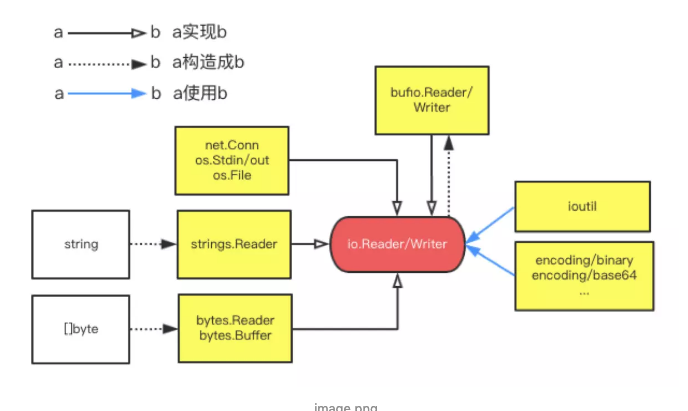 a b a实现b
a b a构造成b
a b a使用b
bufio.Reader/
Writer
net.Conn
os.Stdin/out
os.File
ioutil
string
strings.Reader
io.Reader/Writer
encoding/binary
encoding/base64
...
[]byte
bytes.Reader
bytes.Buffer
image.png